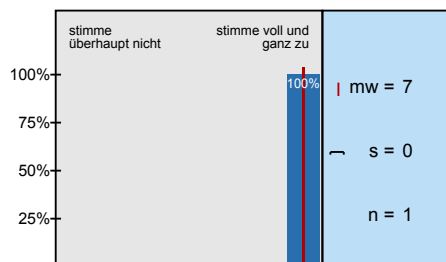 stimme
überhaupt nicht
stimme voll und
ganz zu
100%
75%
50%
25%
100%
mw = 7
s = 0
n = 1